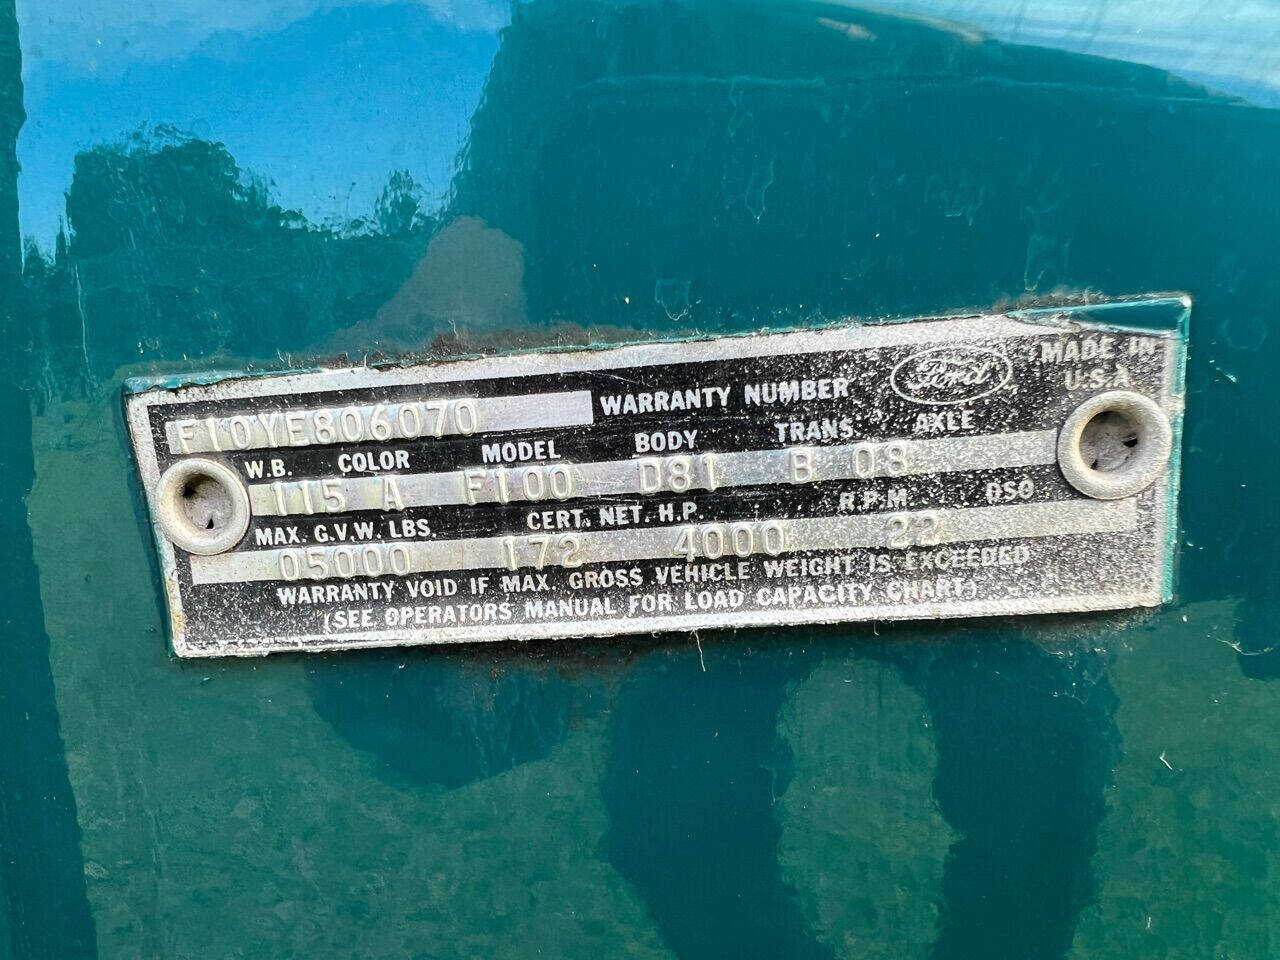 F10YE806070 WARRANTY NUMBER Ford MADE IN U.S.A
W.B. COLOR MODEL BODY TRANS. AXLE
115 A F100 D81 B 08
MAX. G.V.W. LBS. CERT. NET. H.P. R.P.M. DSO
05000 172 4000 22
WARRANTY VOID IF MAX. GROSS VEHICLE WEIGHT IS EXCEEDED
(SEE OPERATORS MANUAL FOR LOAD CAPACITY CHART)